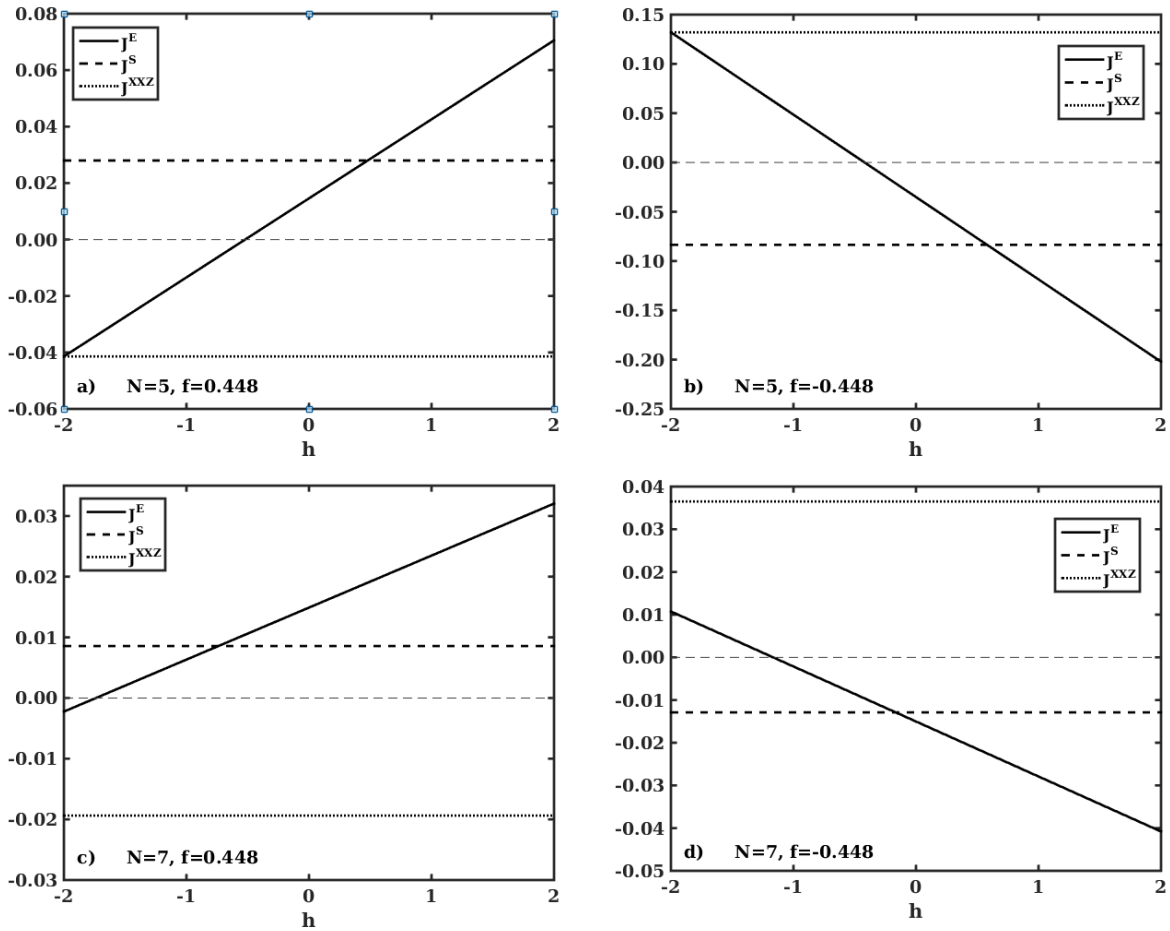 0.08
0.06
0.04
0.02
0.00
-0.02
-0.04
-0.06
J^E
J^S
J^XXZ
a) N=5, f=0.448
-2 -1 0 1 2
h
0.15
0.10
0.05
0.00
-0.05
-0.10
-0.15
-0.20
-0.25
J^E
J^S
J^XXZ
b) N=5, f=-0.448
-2 -1 0 1 2
h
0.03
0.02
0.01
0.00
-0.01
-0.02
-0.03
J^E
J^S
J^XXZ
c) N=7, f=0.448
-2 -1 0 1 2
h
0.04
0.03
0.02
0.01
0.00
-0.01
-0.02
-0.03
-0.04
-0.05
J^E
J^S
J^XXZ
d) N=7, f=-0.448
-2 -1 0 1 2
h